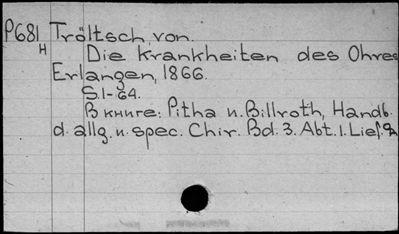 P681 Tröltsch, von.
H Die Krankheiten des Ohres
Erlangen, 1866.
S.1-64.
В книге: Pitha u. Billroth, Handb.
d. allg. u. spec. Chir. Bd. 3. Abt. 1. Lief.